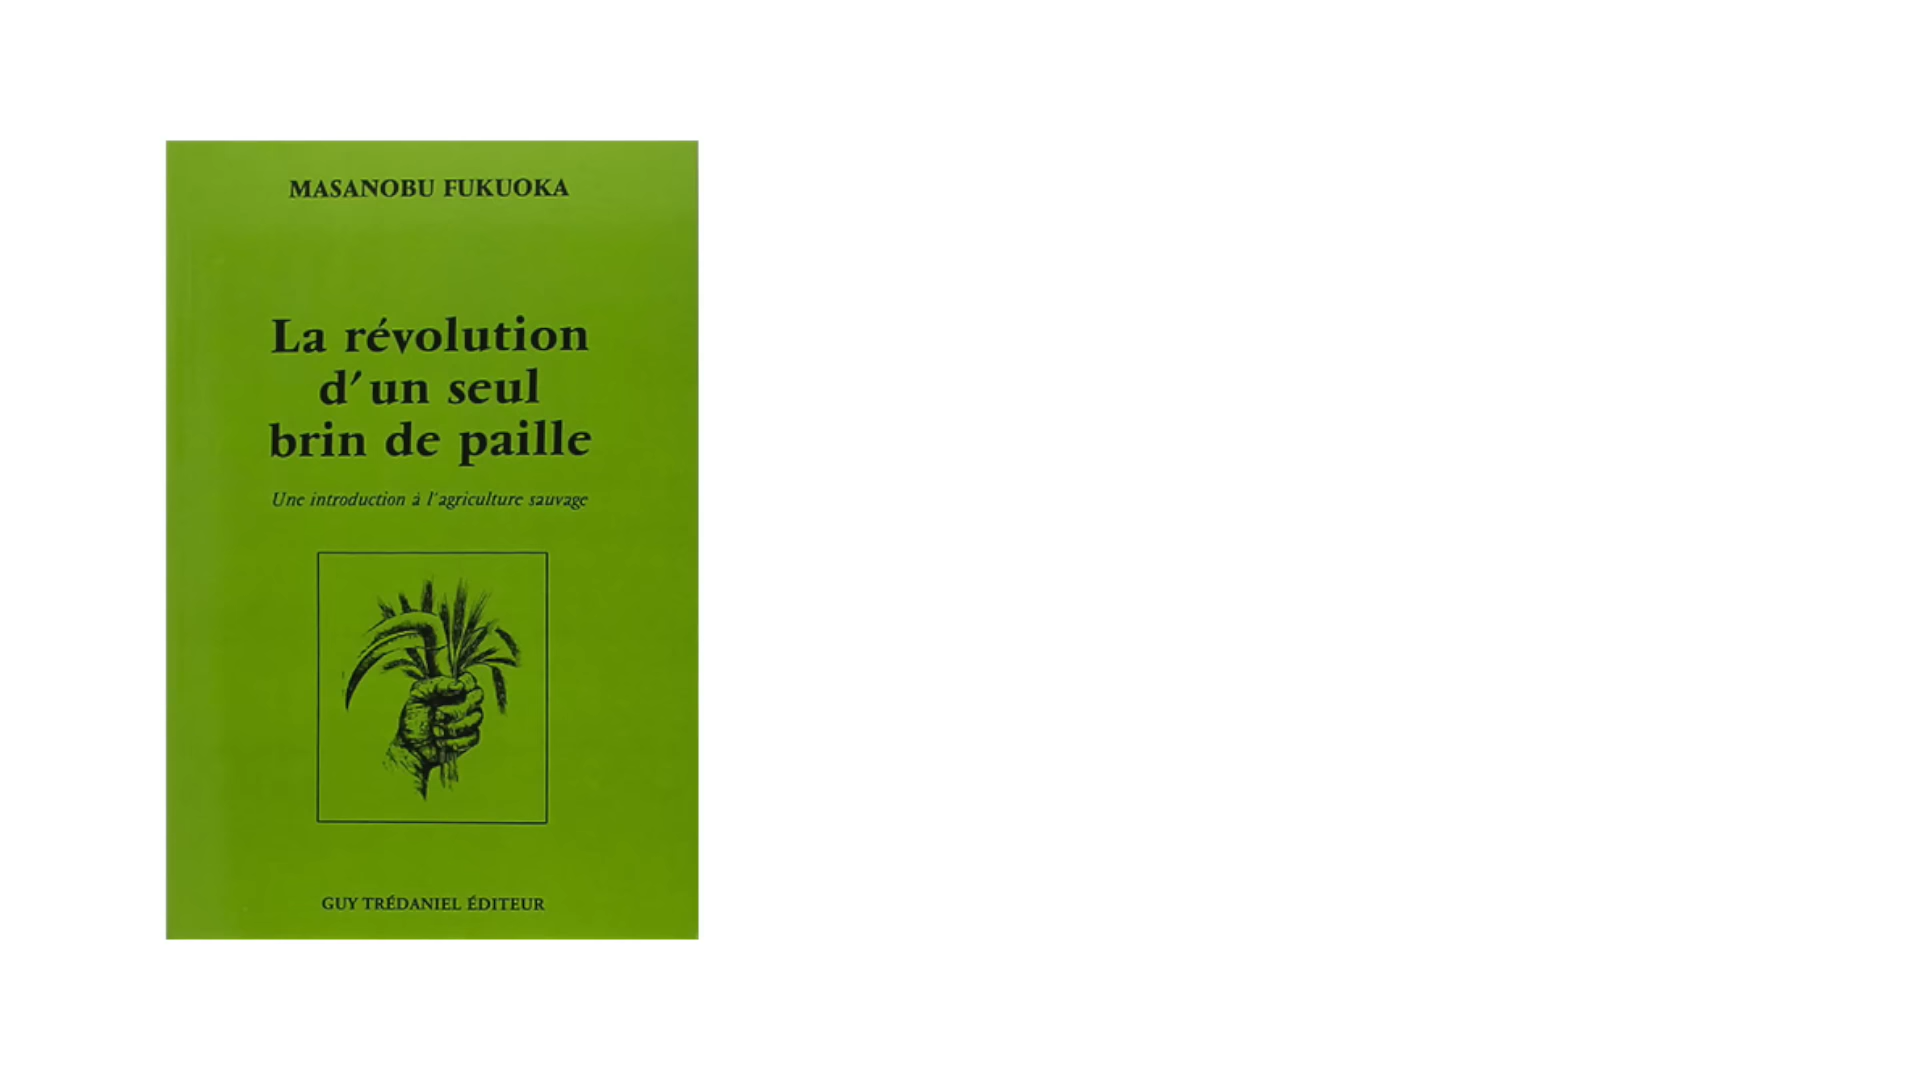 MASANOBU FUKUOKA
La révolution
d'un seul
brin de paille
Une introduction à l'agriculture sauvage
GUY TRÉDANIEL ÉDITEUR